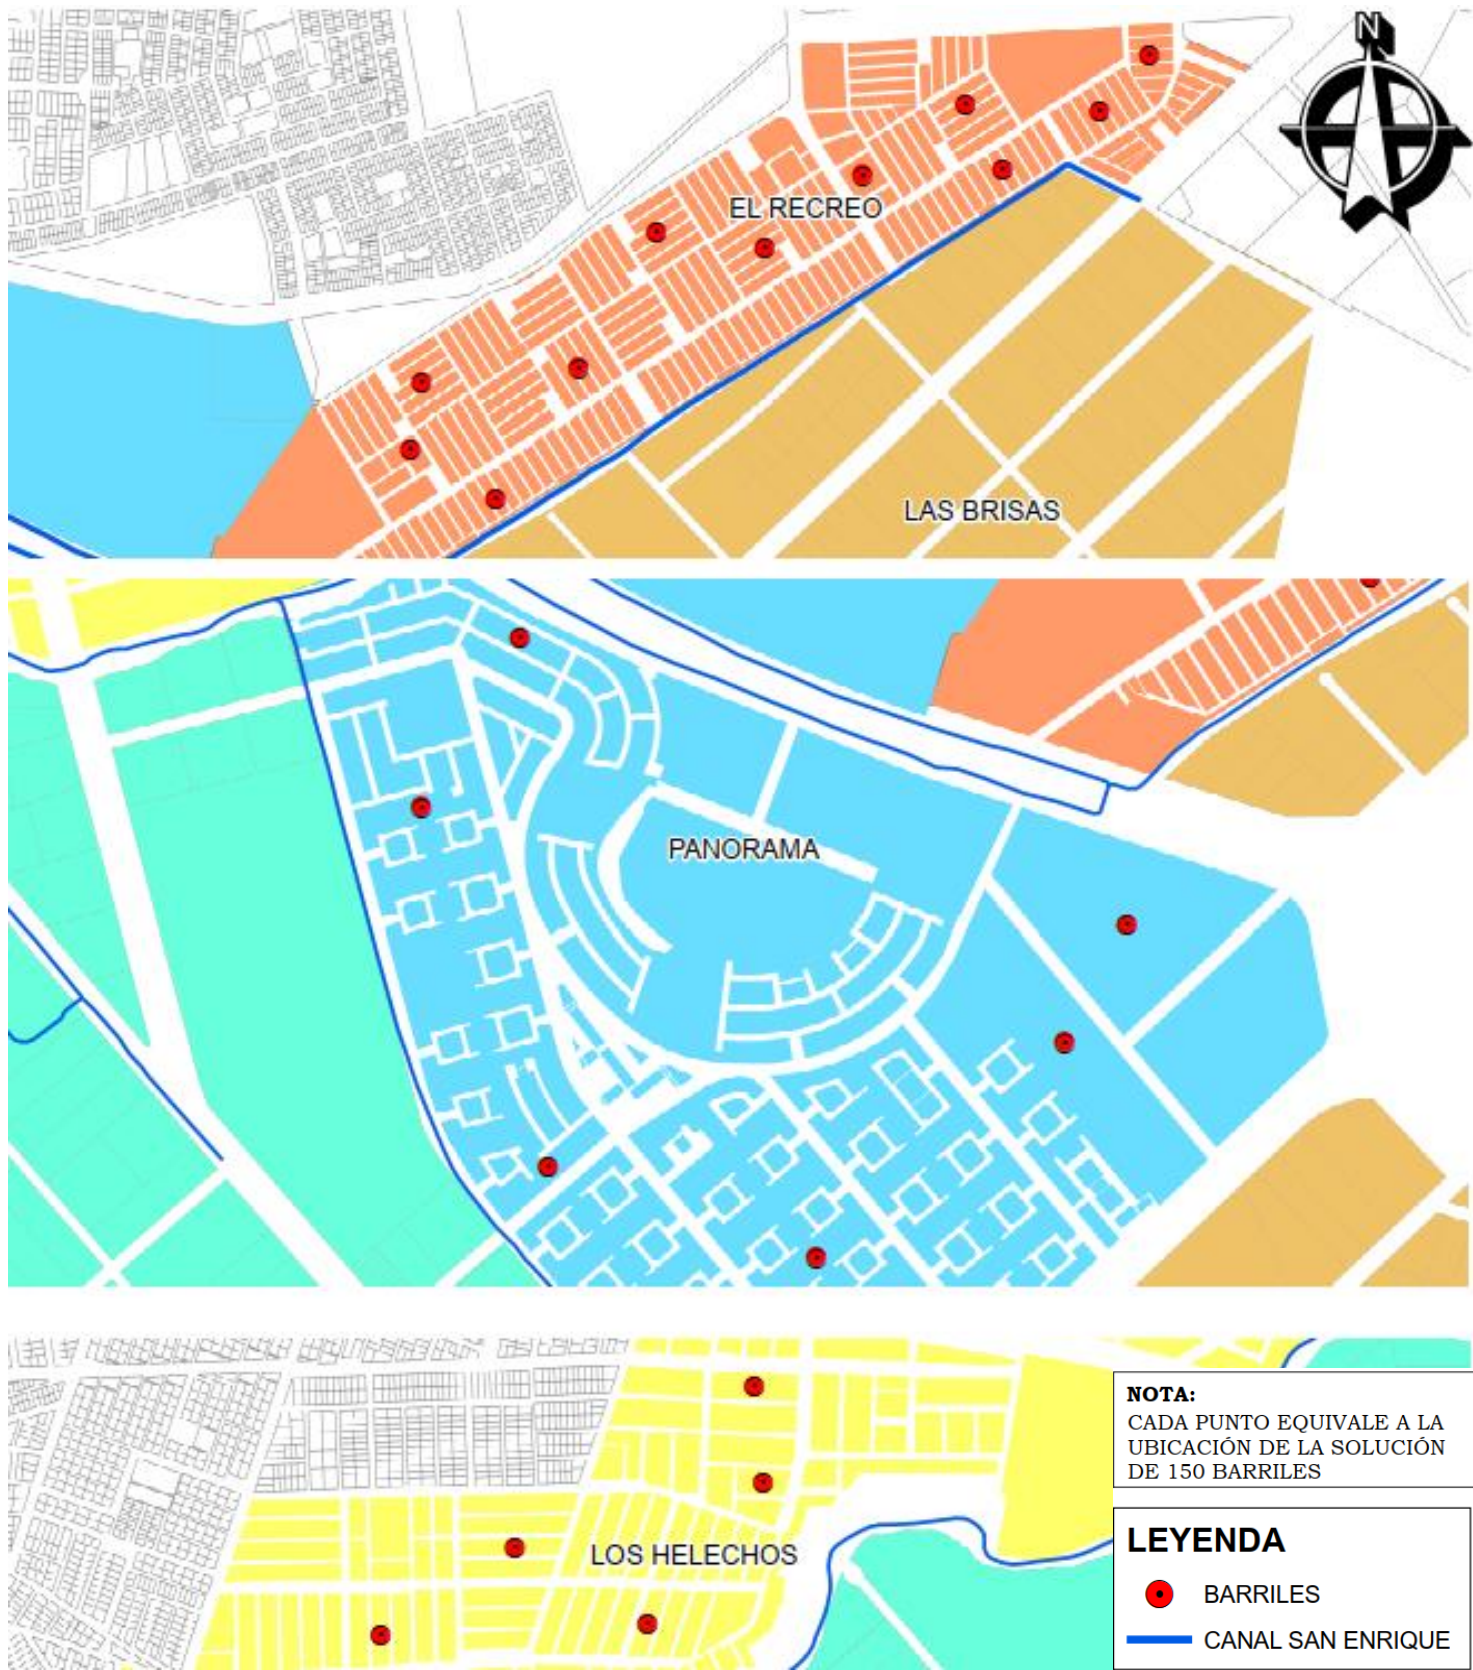 N
EL RECREO
LAS BRISAS
PANORAMA
LOS HELECHOS
NOTA:
CADA PUNTO EQUIVALE A LA
UBICACIÓN DE LA SOLUCIÓN
DE 150 BARRILES
LEYENDA
BARRILES
CANAL SAN ENRIQUE